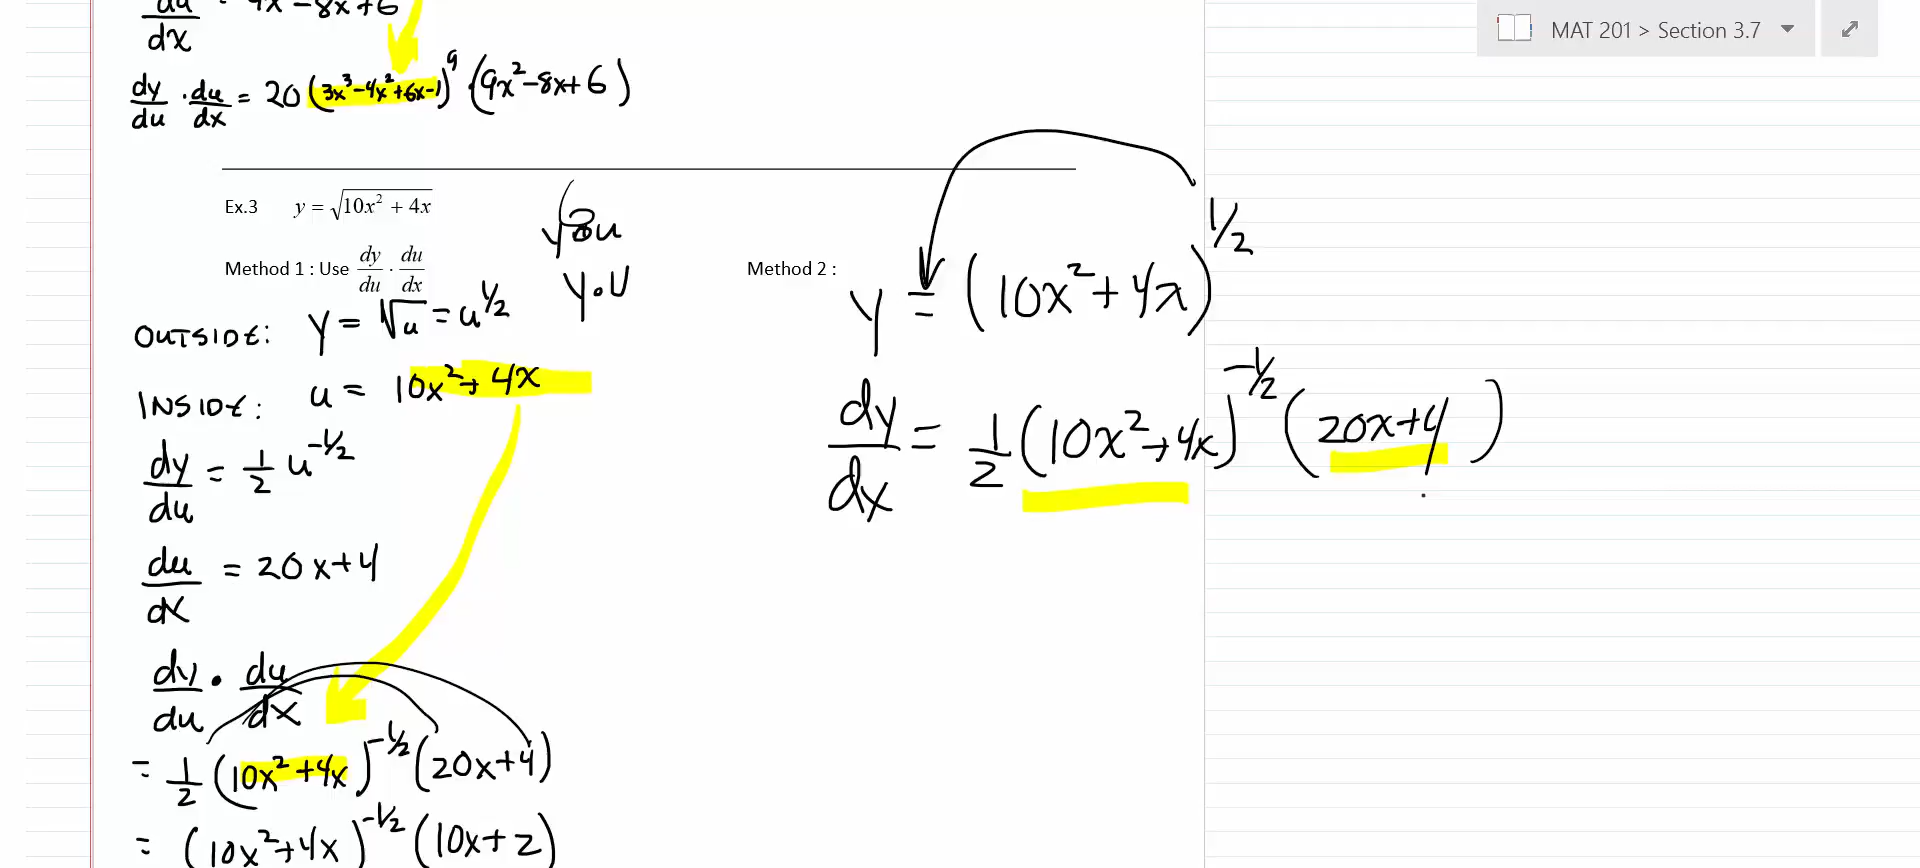 du/dx = 9x²-8x+6
MAT 201 > Section 3.7
dy/du · du/dx = 20 (3x³-4x²+6x-1)⁹ · (9x²-8x+6)
Ex.3 y = √(10x² + 4x)
Method 1 : Use dy/du · du/dx
y · u
OUTSIDE: y = √u = u^1/2
INSIDE: u = 10x²+4x
dy/du = 1/2 u^-1/2
du/dx = 20x+4
dy/du · du/dx
= 1/2 (10x²+4x)^-1/2 (20x+4)
= (10x²+4x)^-1/2 (10x+2)
Method 2 :
y = (10x²+4x)^1/2
dy/dx = 1/2 (10x²+4x)^-1/2 (20x+4)